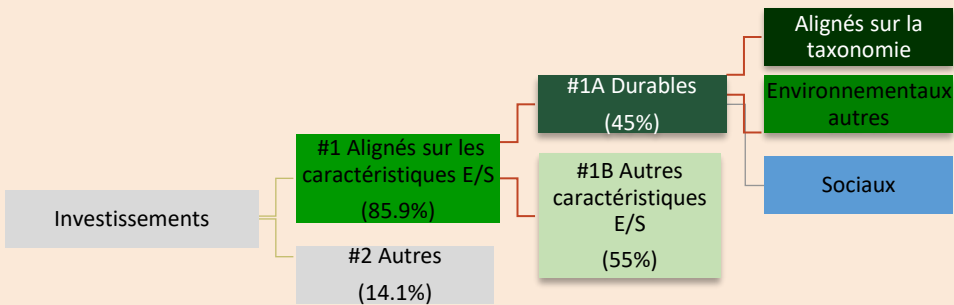 Investissements
#1 Alignés sur les
caractéristiques E/S
(85.9%)
#2 Autres
(14.1%)
#1A Durables
(45%)
#1B Autres
caractéristiques
E/S
(55%)
Alignés sur la
taxonomie
Environnementaux
autres
Sociaux